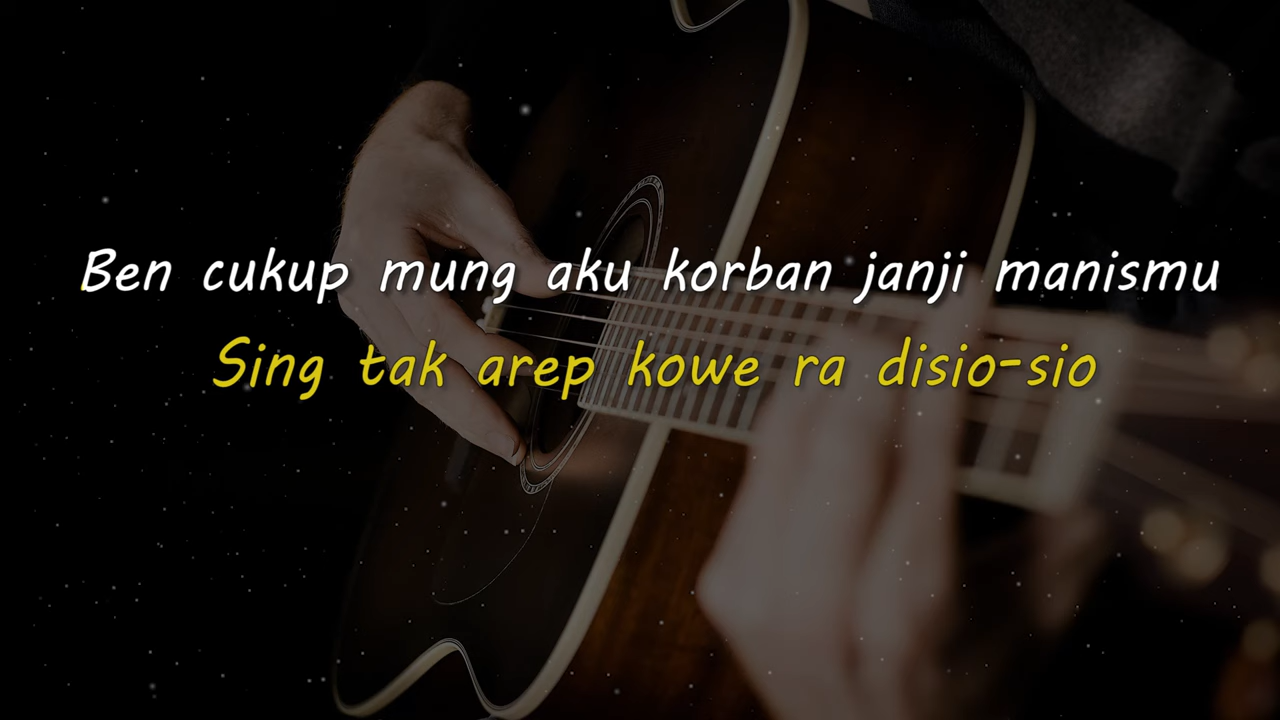 Ben cukup mung aku korban janji manismu
Sing tak arep kowe ra disio-sio